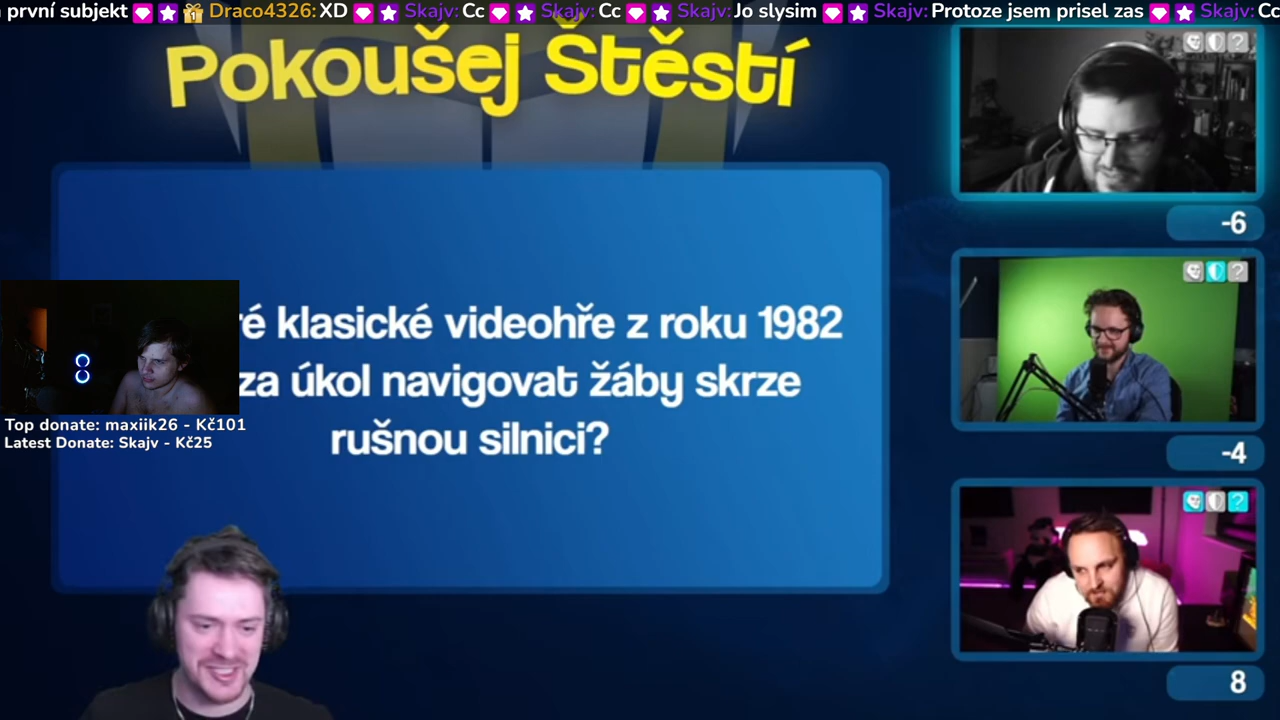 první subjekt Draco4326: XD Skajv: Cc Skajv: Cc Skajv: Jo slysim Skajv: Protoze jsem prisel zas Skajv: Cc
Pokoušej Štěstí
ré klasické videohře z roku 1982
za úkol navigovat žáby skrze
rušnou silnici?
Top donate: maxiik26 - Kč101
Latest Donate: Skajv - Kč25
?
-6
?
-4
?
8